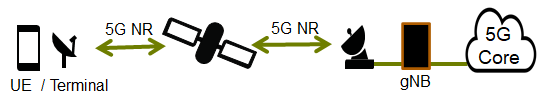 5G NR
5G NR
5G
Core
UE / Terminal
gNB